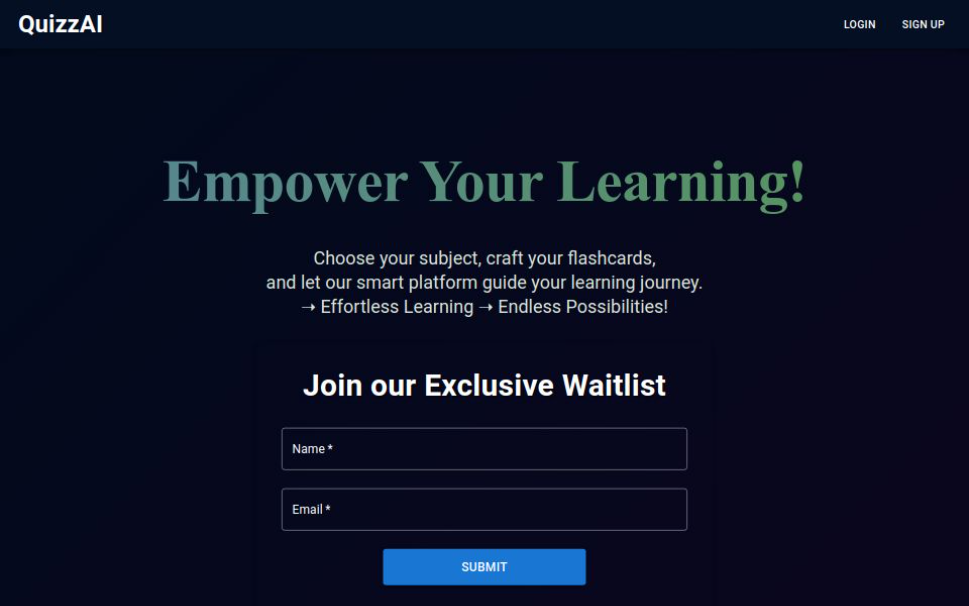 QuizzAI
LOGIN
SIGN UP
Empower Your Learning!
Choose your subject, craft your flashcards,
and let our smart platform guide your learning journey.
➝ Effortless Learning ➝ Endless Possibilities!
Join our Exclusive Waitlist
Name *
Email *
SUBMIT